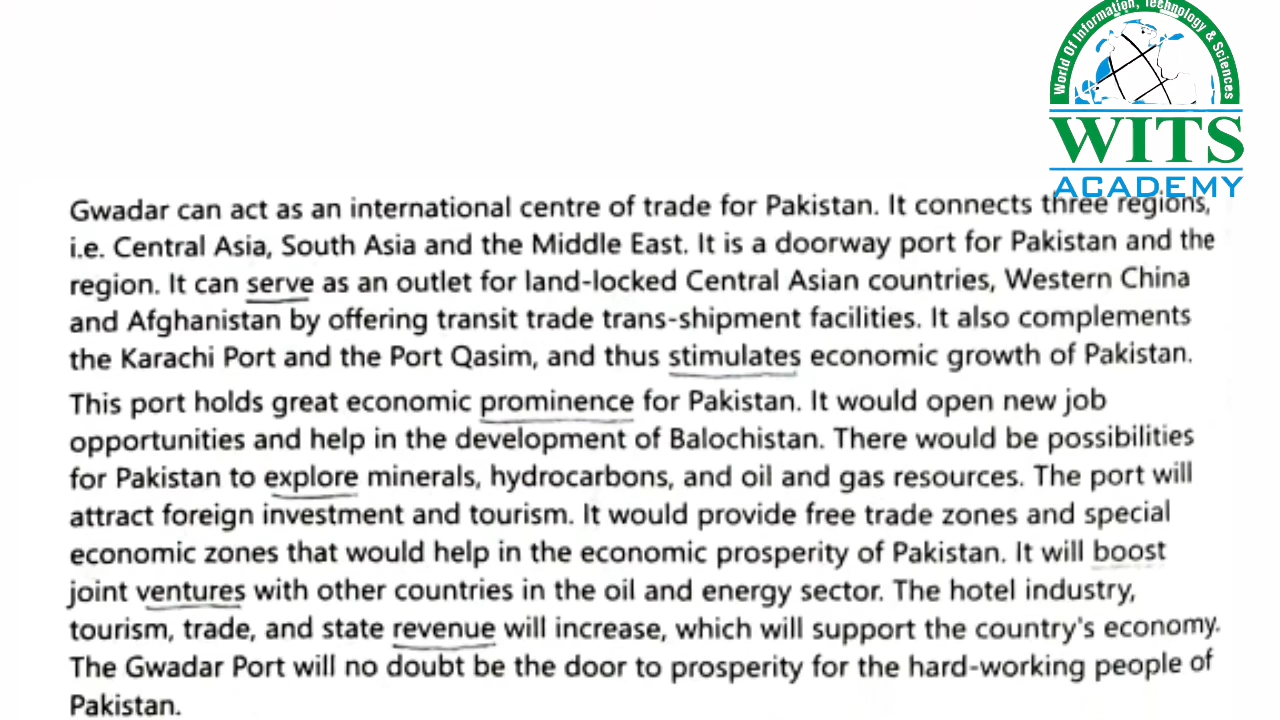 World Of Information, Technology & Sciences
WITS
ACADEMY
Gwadar can act as an international centre of trade for Pakistan. It connects three regions,
i.e. Central Asia, South Asia and the Middle East. It is a doorway port for Pakistan and the
region. It can serve as an outlet for land-locked Central Asian countries, Western China
and Afghanistan by offering transit trade trans-shipment facilities. It also complements
the Karachi Port and the Port Qasim, and thus stimulates economic growth of Pakistan.
This port holds great economic prominence for Pakistan. It would open new job
opportunities and help in the development of Balochistan. There would be possibilities
for Pakistan to explore minerals, hydrocarbons, and oil and gas resources. The port will
attract foreign investment and tourism. It would provide free trade zones and special
economic zones that would help in the economic prosperity of Pakistan. It will boost
joint ventures with other countries in the oil and energy sector. The hotel industry,
tourism, trade, and state revenue will increase, which will support the country's economy.
The Gwadar Port will no doubt be the door to prosperity for the hard-working people of
Pakistan.